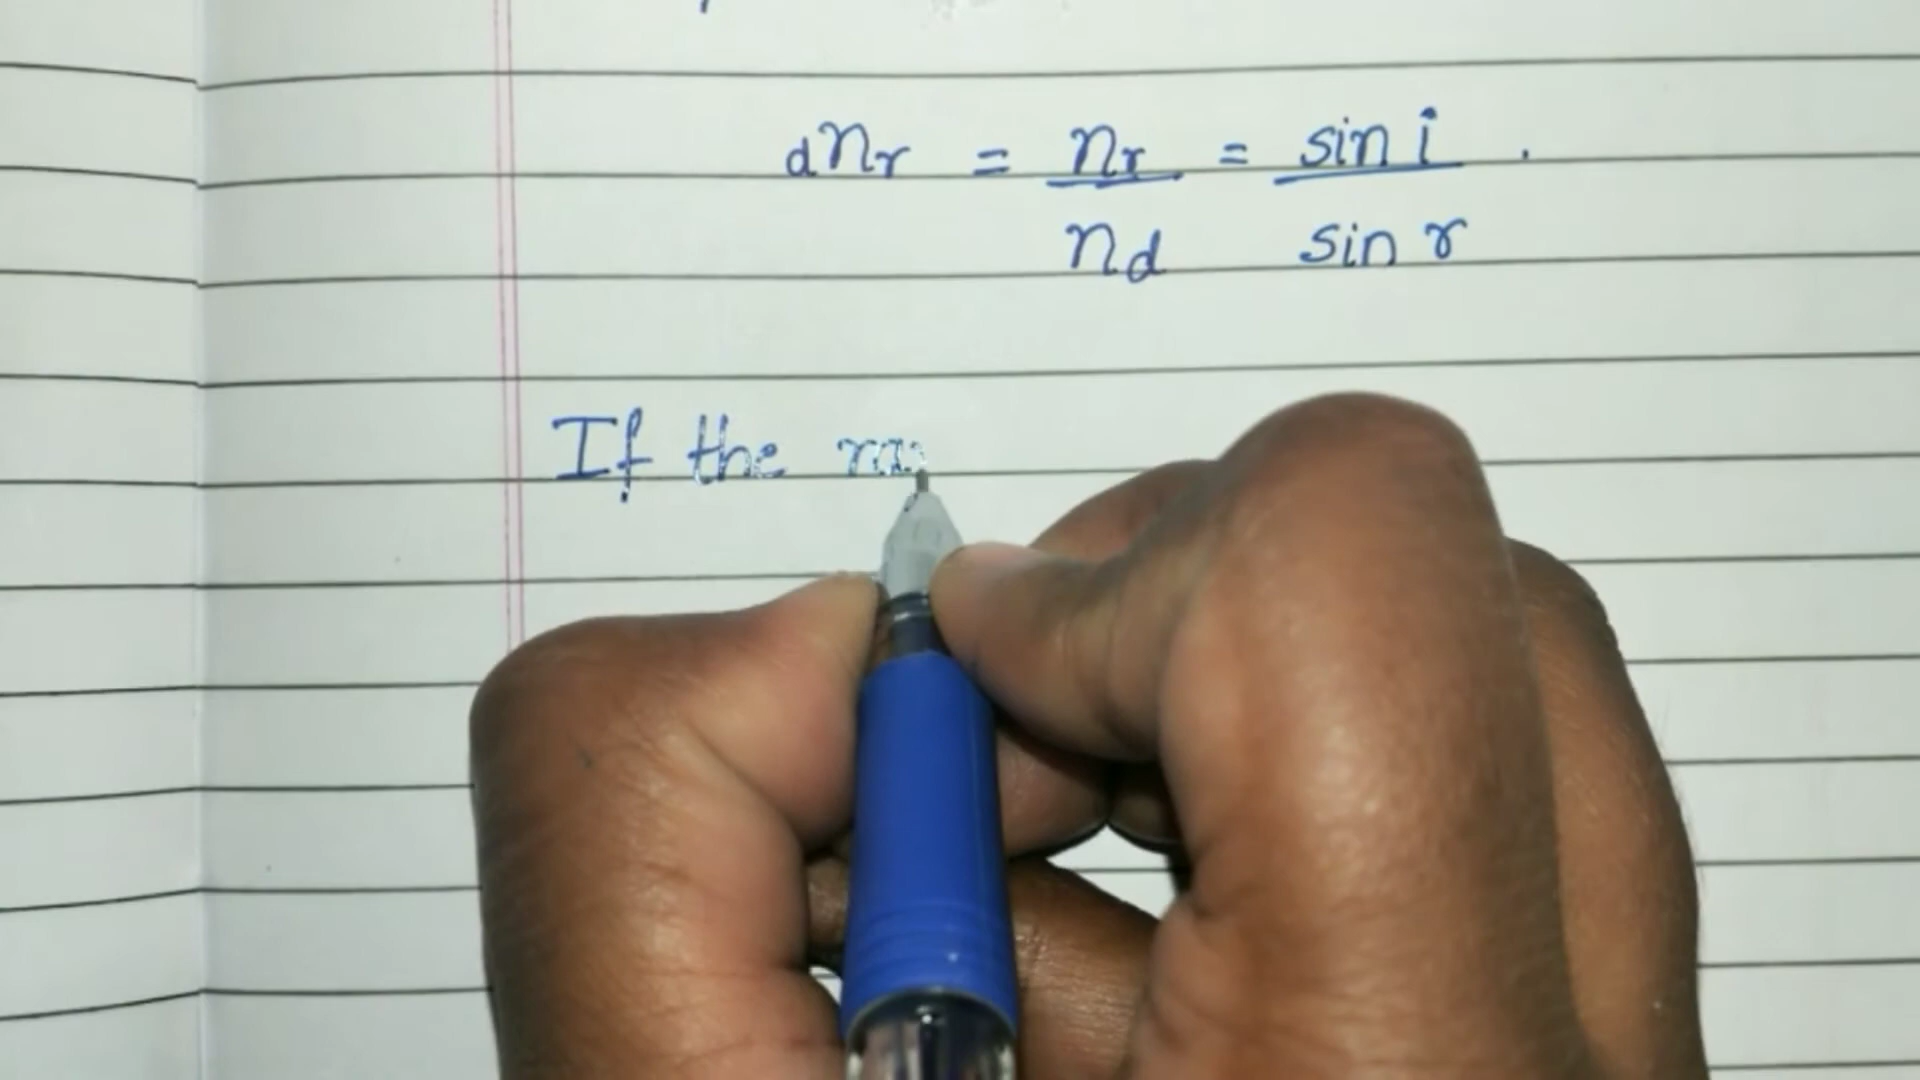 dnr = nr = sin i .
nd sin r
If the